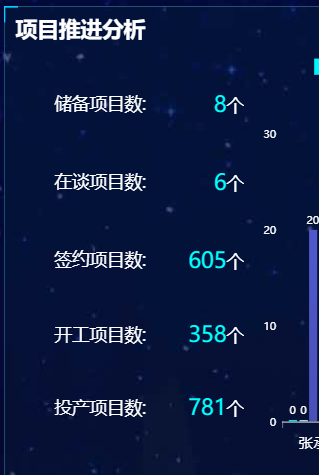 项目推进分析
储备项目数: 8个
在谈项目数: 6个
签约项目数: 605个
开工项目数: 358个
投产项目数: 781个
30
20
20
10
0
0 0
张